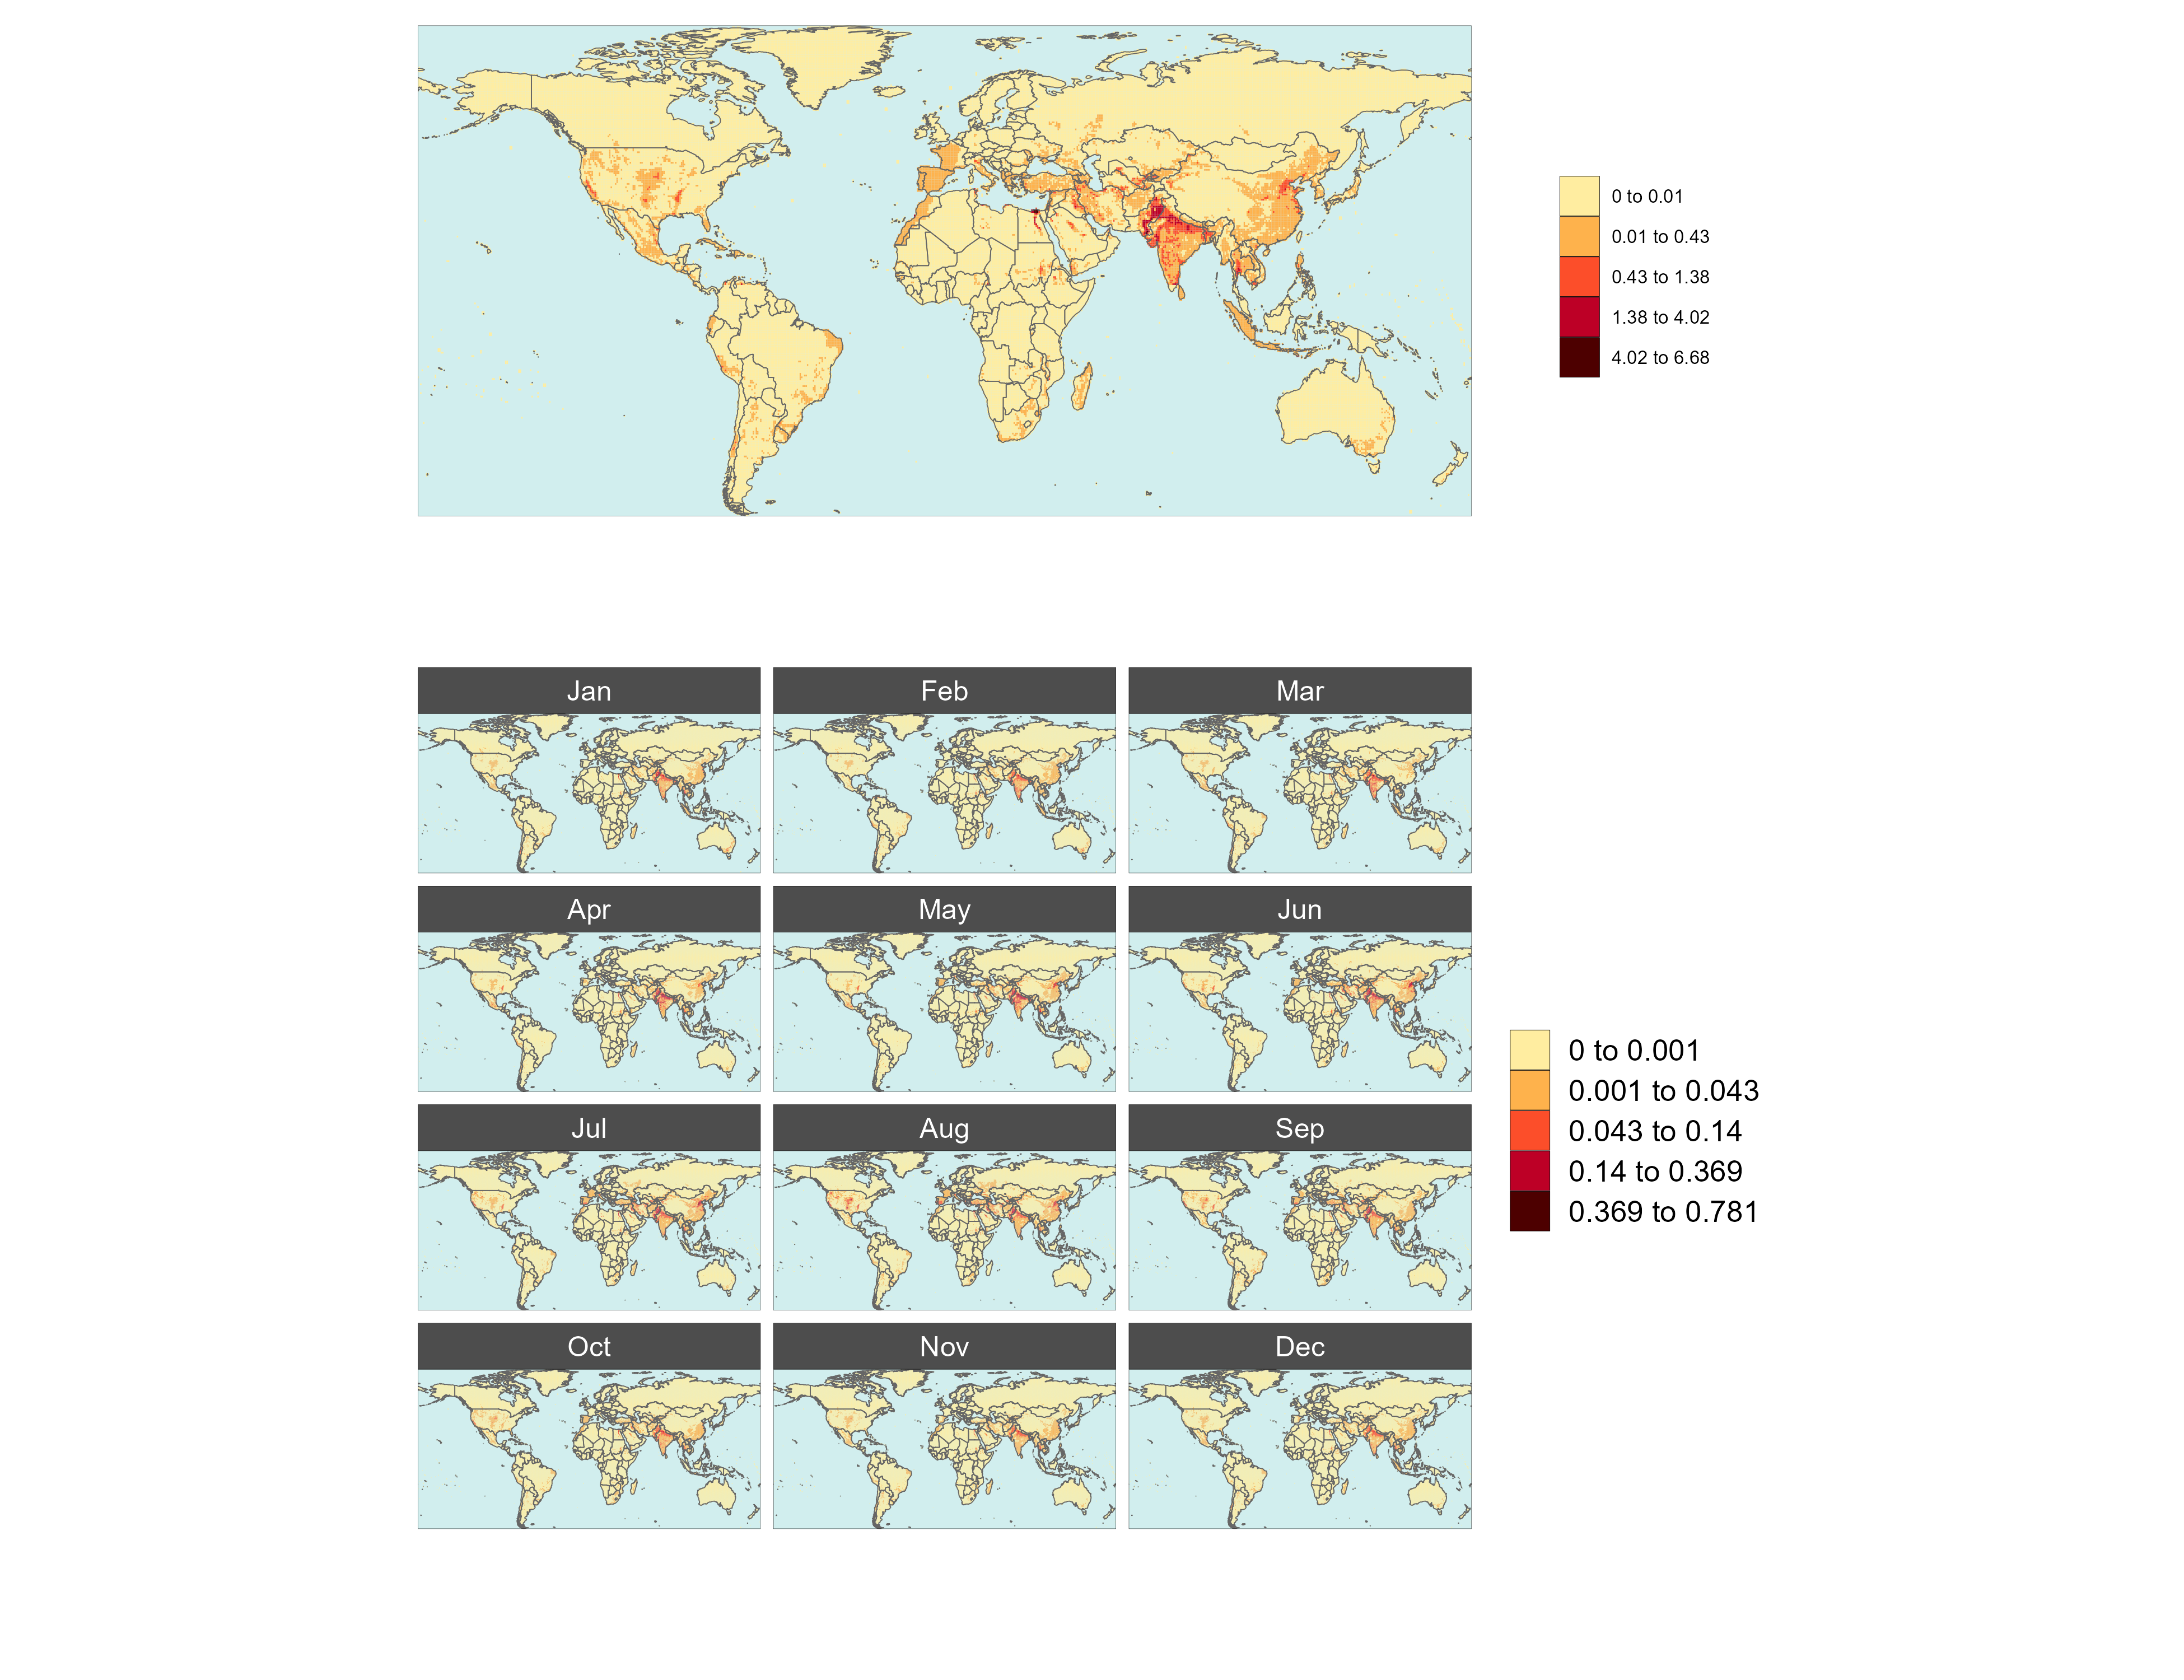 0 to 0.01
0.01 to 0.43
0.43 to 1.38
1.38 to 4.02
4.02 to 6.68
Jan Feb Mar
Apr May Jun
Jul Aug Sep
Oct Nov Dec
0 to 0.001
0.001 to 0.043
0.043 to 0.14
0.14 to 0.369
0.369 to 0.781